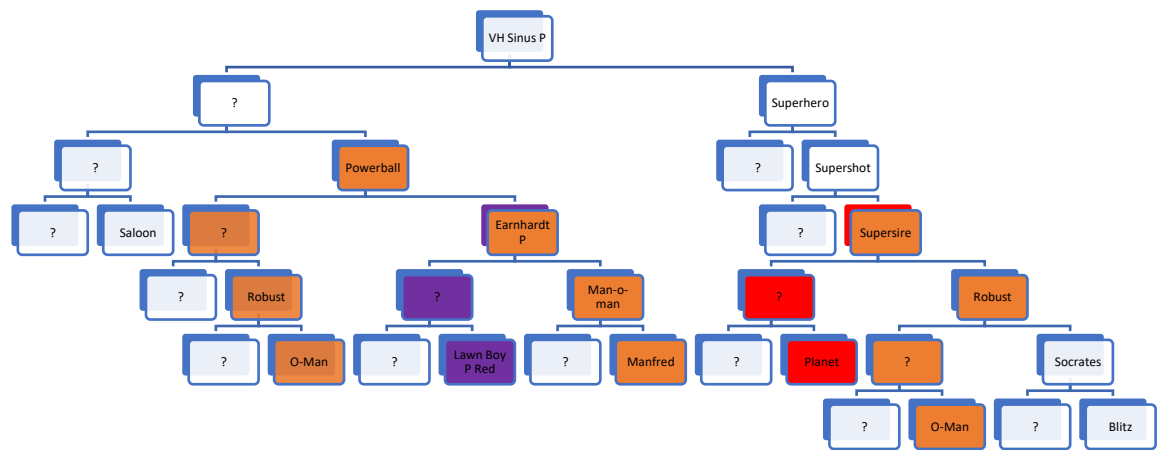 VH Sinus P
?
Superhero
?
Powerball
?
Supershot
?
Saloon
?
Earnhardt
P
?
Supersire
?
Robust
?
Man-o-
man
?
Robust
?
O-Man
?
Lawn Boy
P Red
?
Manfred
?
Planet
?
Socrates
?
O-Man
?
Blitz